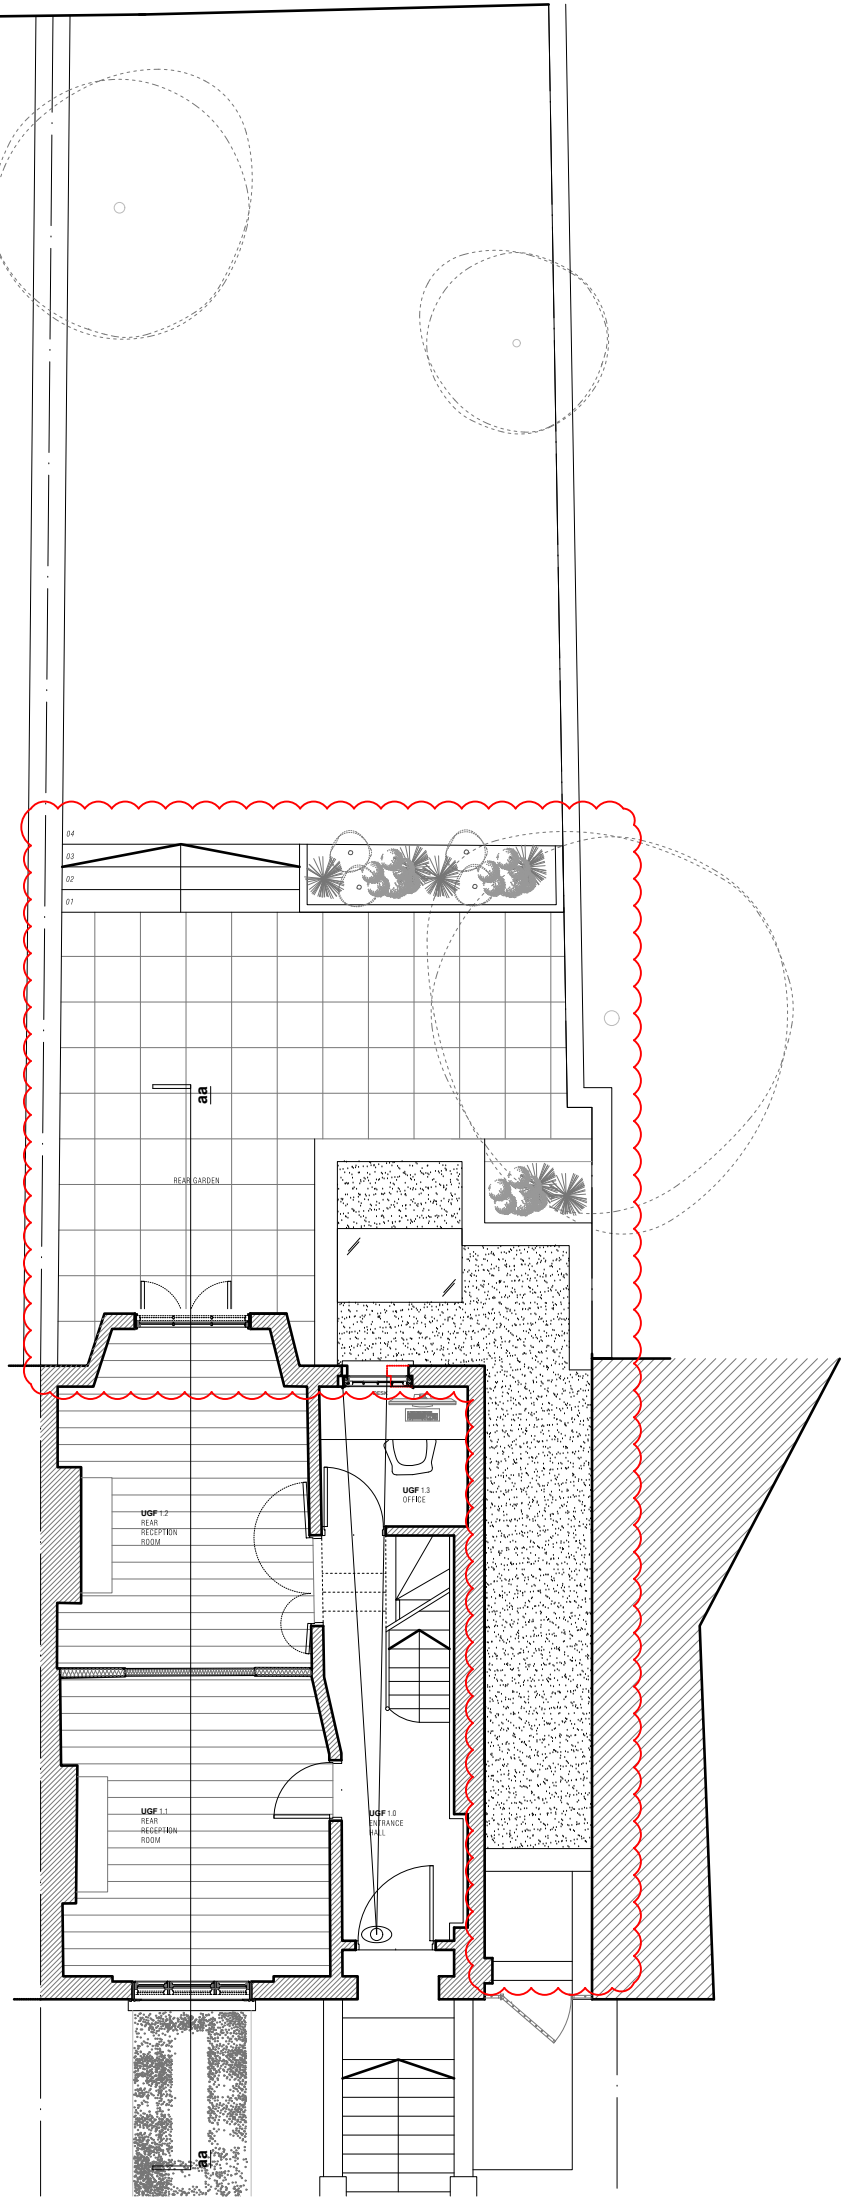 04
03
02
01
aa
REAR GARDEN
DESK
UGF 1.3
OFFICE
UGF 1.2
REAR
RECEPTION
ROOM
UGF 1.1
REAR
RECEPTION
ROOM
UGF 1.0
ENTRANCE
HALL
aa